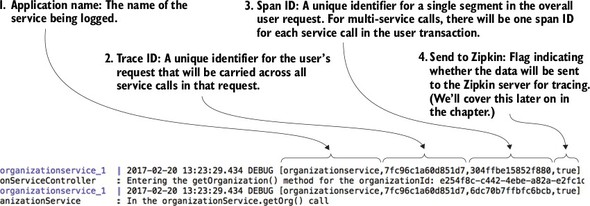 1. Application name: The name of the
service being logged.
2. Trace ID: A unique identifier for the user's
request that will be carried across all
service calls in that request.
3. Span ID: A unique identifier for a single segment in the overall
user request. For multi-service calls, there will be one span ID
for each service call in the user transaction.
4. Send to Zipkin: Flag indicating
whether the data will be sent
to the Zipkin server for tracing.
(We'll cover this later on in
the chapter.)
organizationservice_1 | 2017-02-20 13:23:29.434 DEBUG [organizationservice,7fc96c1a60d851d7,304ffbe15852f880,true]
onServiceController : Entering the getOrganization() method for the organizationId: e254f8c-c442-4ebe-a82a-e2fc1c
organizationservice_1 | 2017-02-20 13:23:29.434 DEBUG [organizationservice,7fc96c1a60d851d7,6dc70b7ffbfc6bcb,true]
anizationService : In the organizationService.getOrg() call